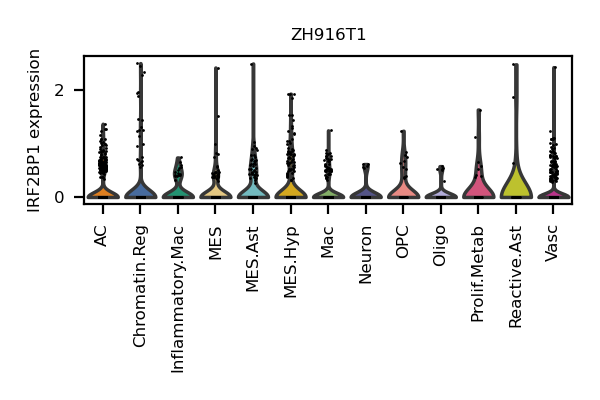 ZH916T1
IRF2BP1 expression
2
0
AC
Chromatin.Reg
Inflammatory.Mac
MES
MES.Ast
MES.Hyp
Mac
Neuron
OPC
Oligo
Prolif.Metab
Reactive.Ast
Vasc